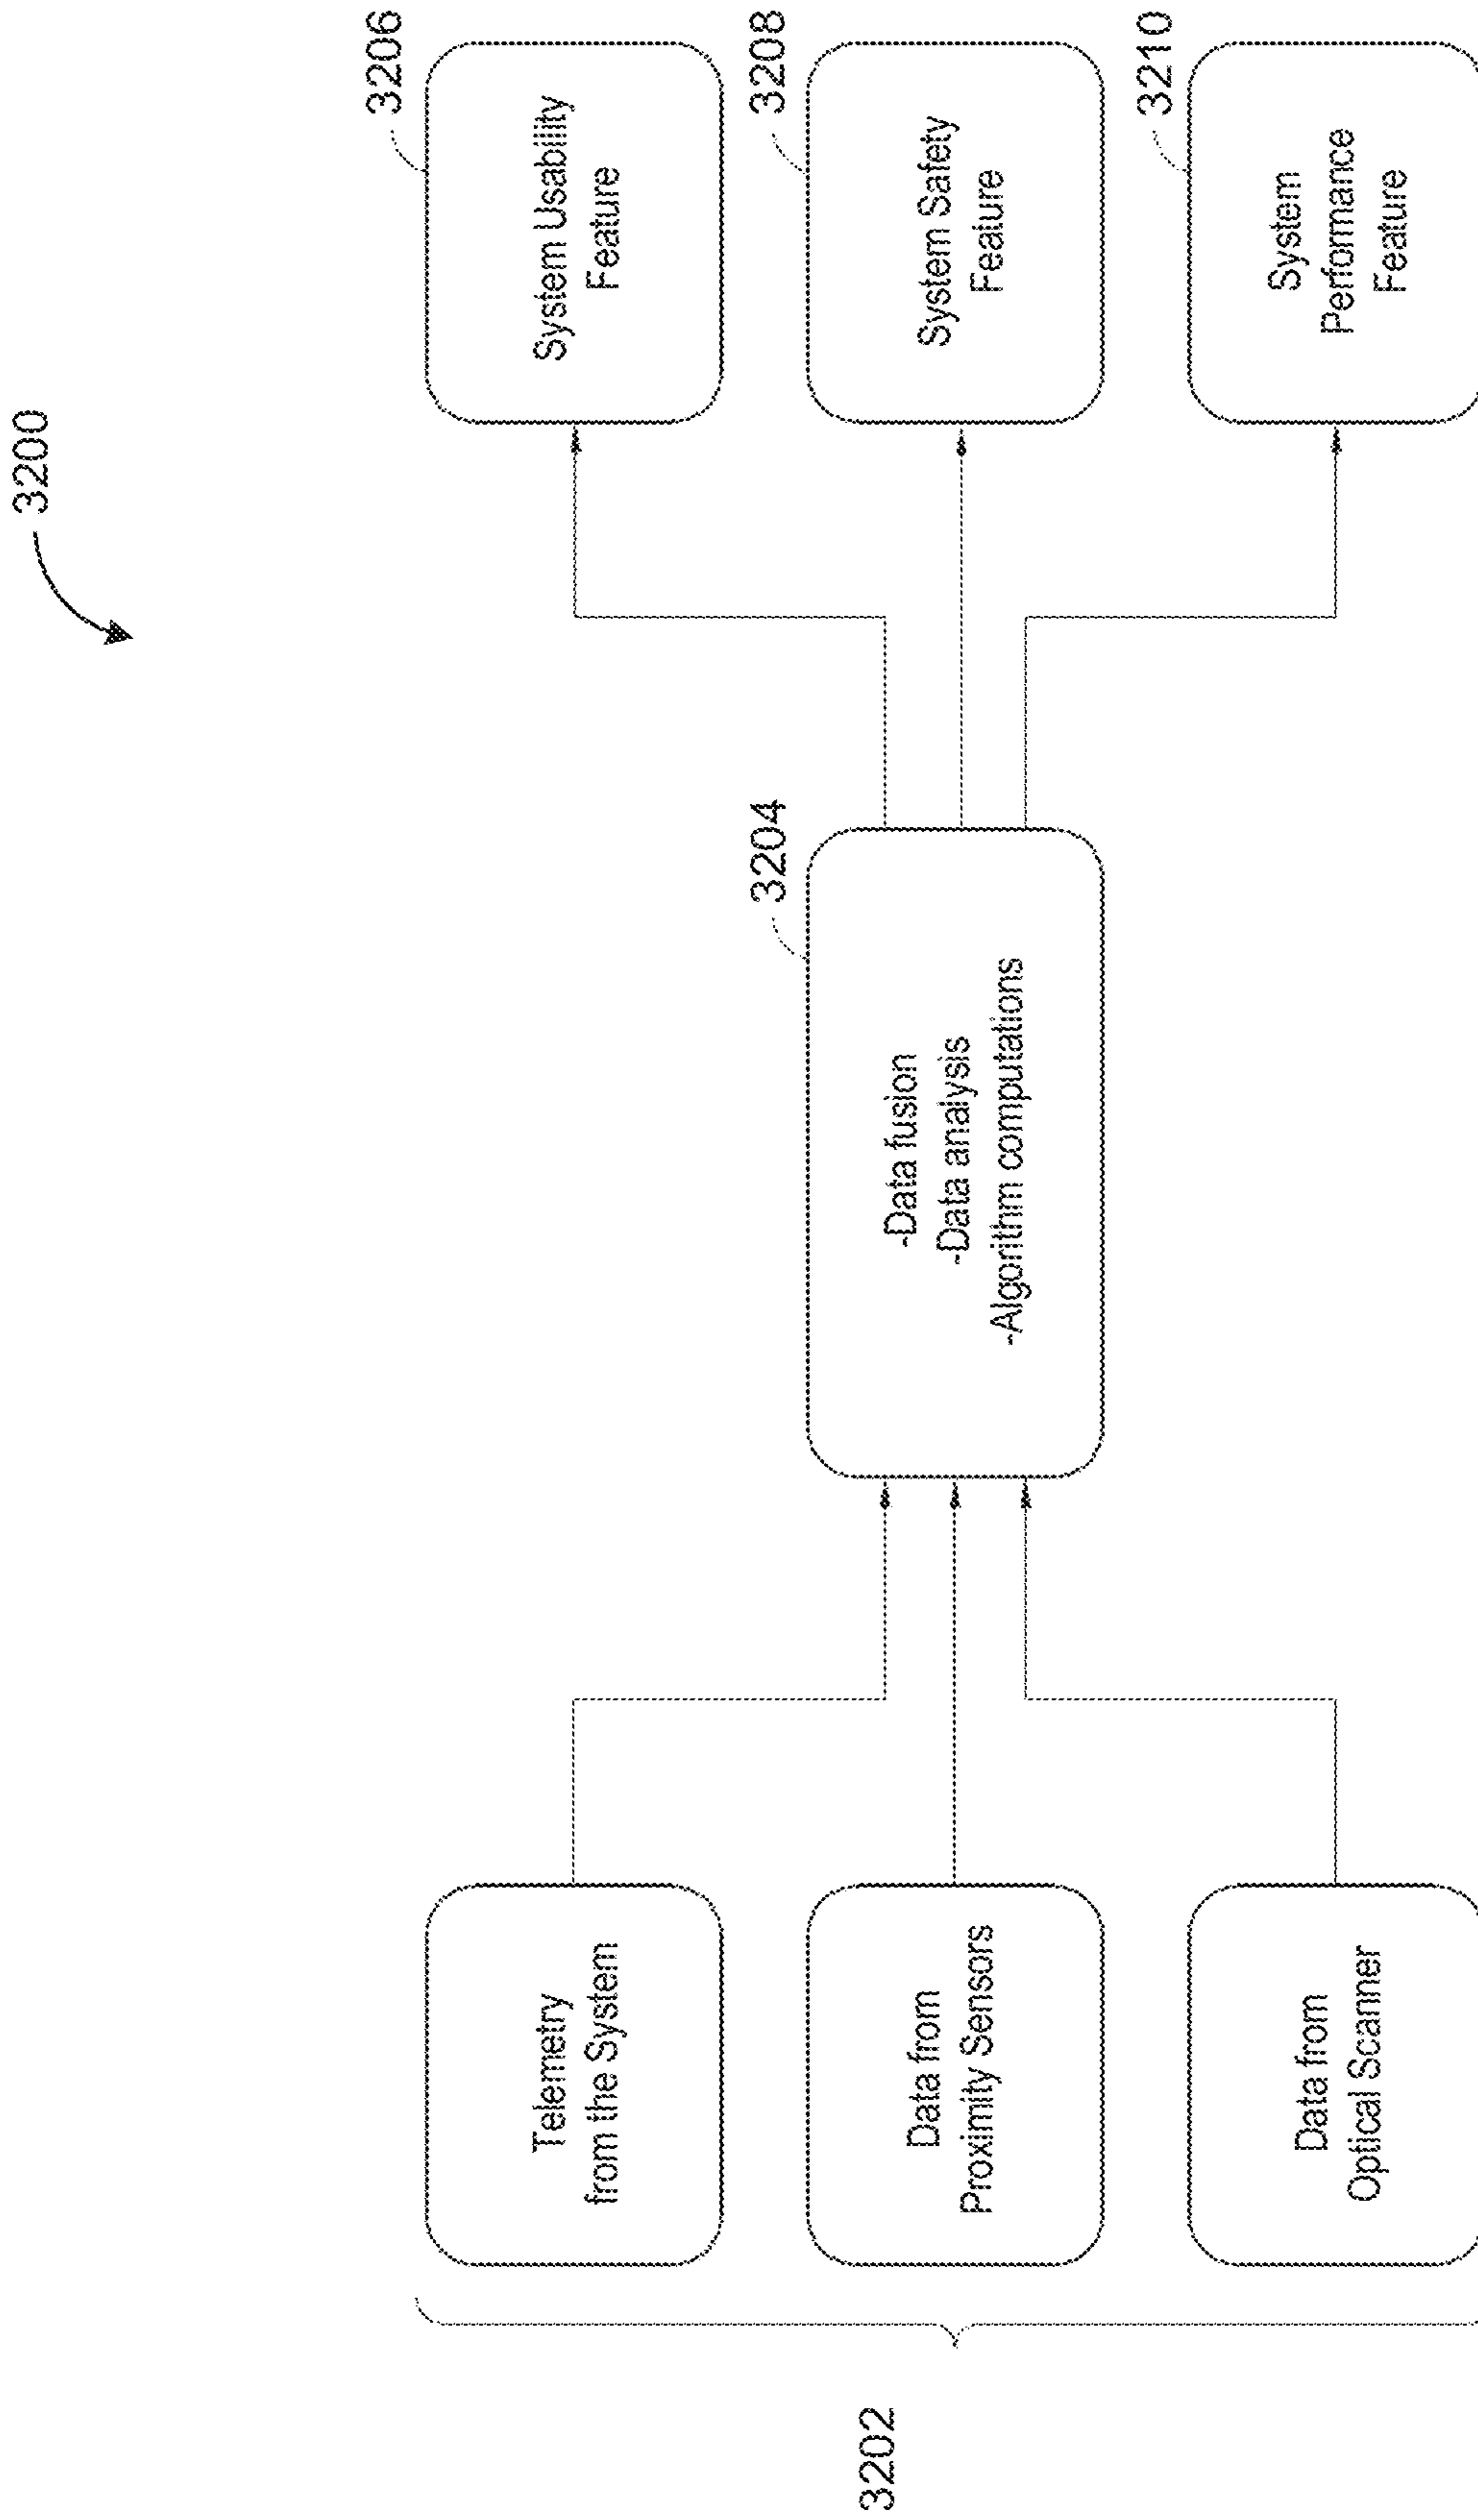 3200
3202
Telemetry
from the System
Data from
Proximity Sensors
Data from
Optical Scanner
3204
-Data fusion
-Data analysis
-Algorithm computations
3206
System Usability
Feature
3208
System Safety
Feature
3210
System
Performance
Feature